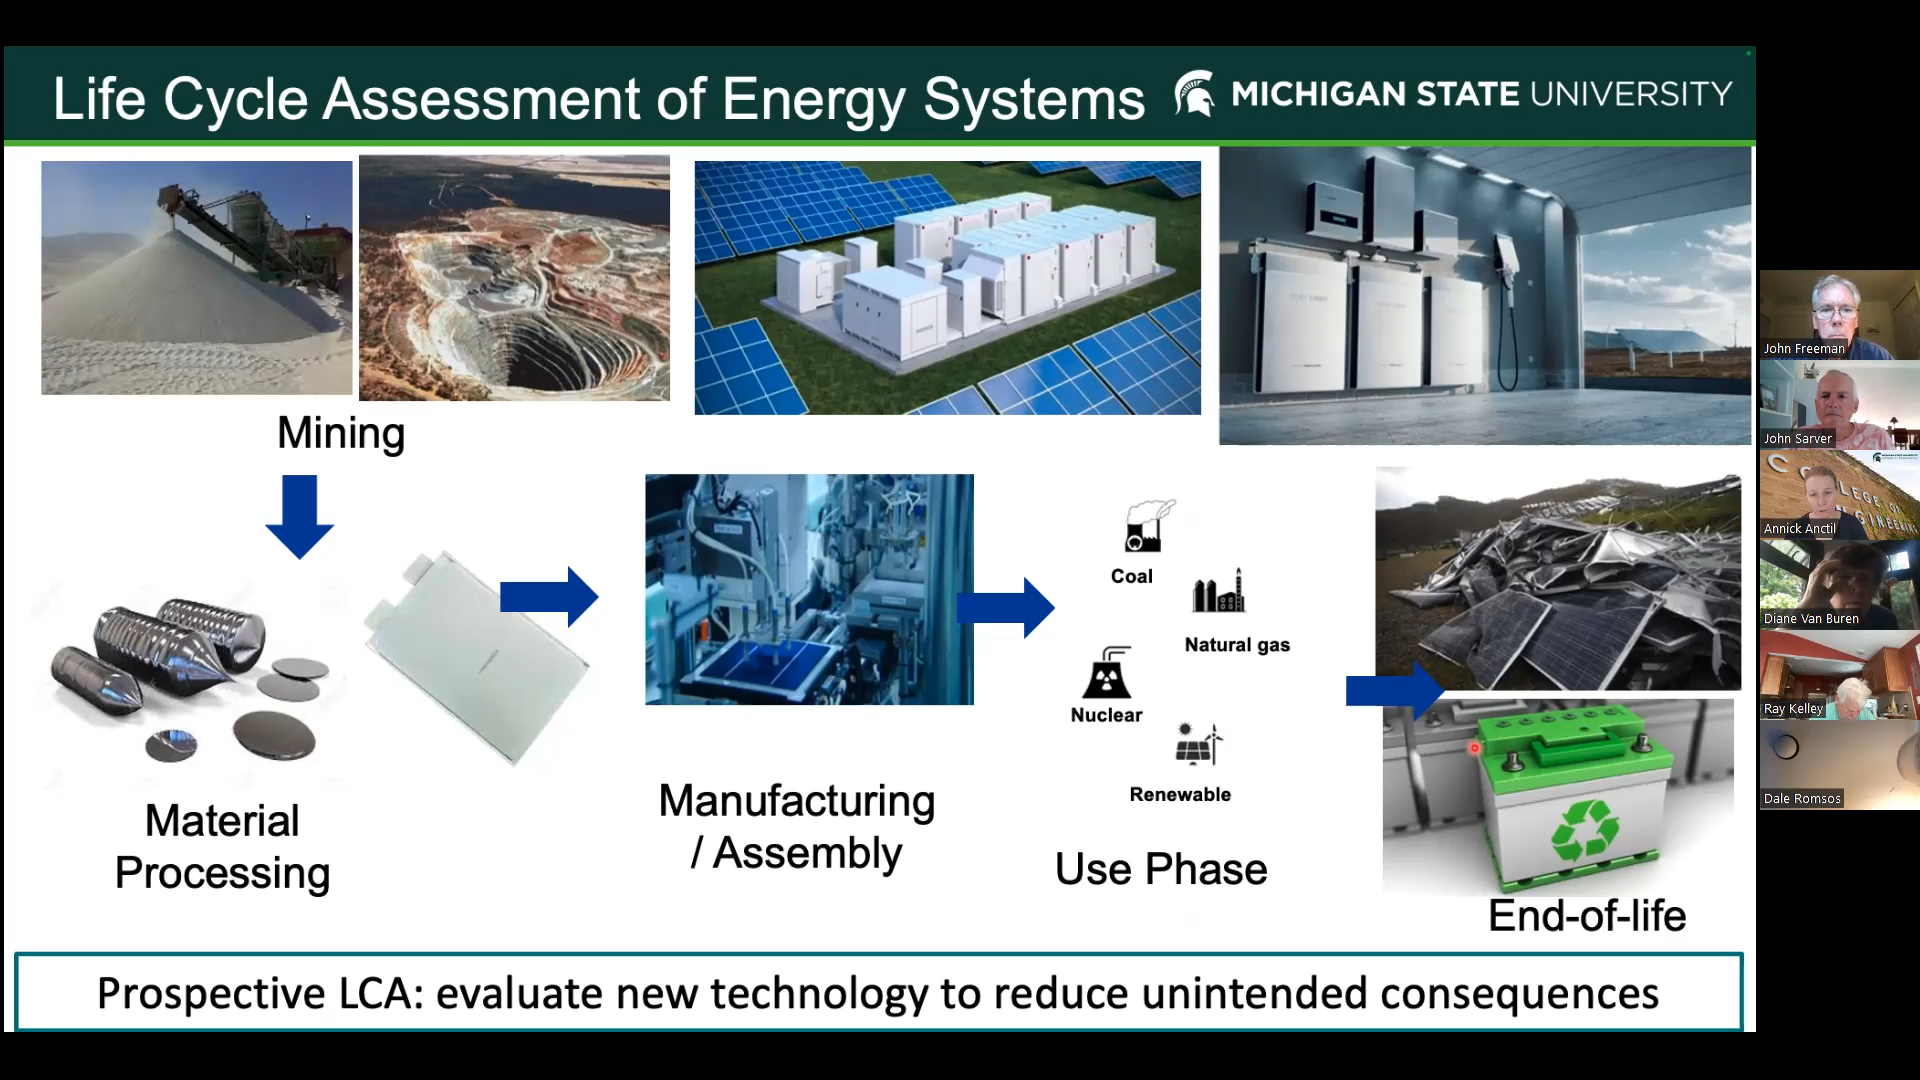 Life Cycle Assessment of Energy Systems
MICHIGAN STATE UNIVERSITY
Mining
Material
Processing
Manufacturing
/ Assembly
Coal
Natural gas
Nuclear
Renewable
Use Phase
End-of-life
Prospective LCA: evaluate new technology to reduce unintended consequences
John Freeman
John Sarver
COLLEGE OF
Annick Anctil
Diane Van Buren
Ray Kelley
Dale Romsos